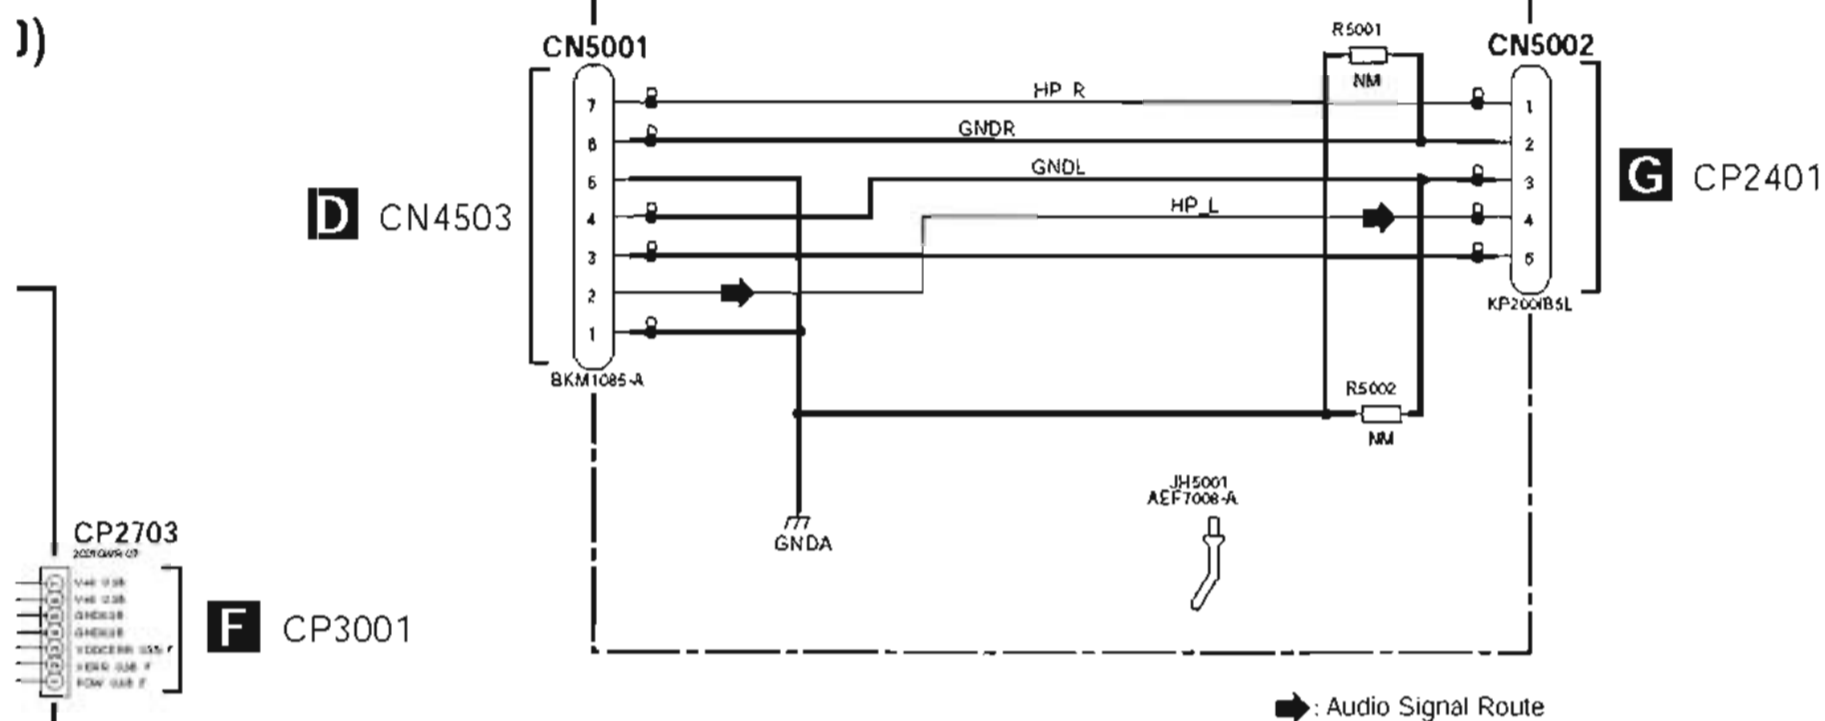 CN5001
R5001
CN5002
NM
7
HP_R
1
6
GNDR
2
5
GNDL
3
D CN4503
4
HP_L
4
G CP2401
3
5
2
KP200IB5L
1
BKM1085-A
R5002
NM
JH5001
AEF7008-A
GNDA
CP2703
F CP3001
: Audio Signal Route